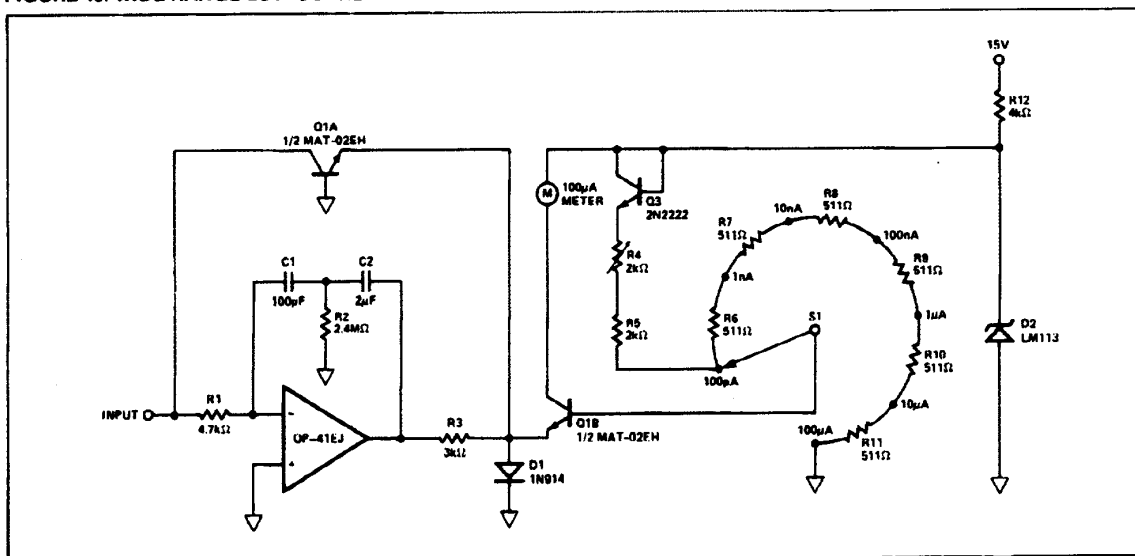 15V
R12
4kΩ
Q1A
1/2 MAT-02EH
M
100μA
METER
Q3
2N2222
R4
2kΩ
R5
2kΩ
R7
511Ω
10nA
R8
511Ω
100nA
R9
511Ω
1nA
R6
511Ω
S1
1μA
R10
511Ω
D2
LM113
100pA
10μA
100μA
R11
511Ω
C1
100pF
C2
2μF
R2
2.4MΩ
INPUT
R1
4.7kΩ
−
+
OP-41EJ
R3
3kΩ
Q1B
1/2 MAT-02EH
D1
1N914